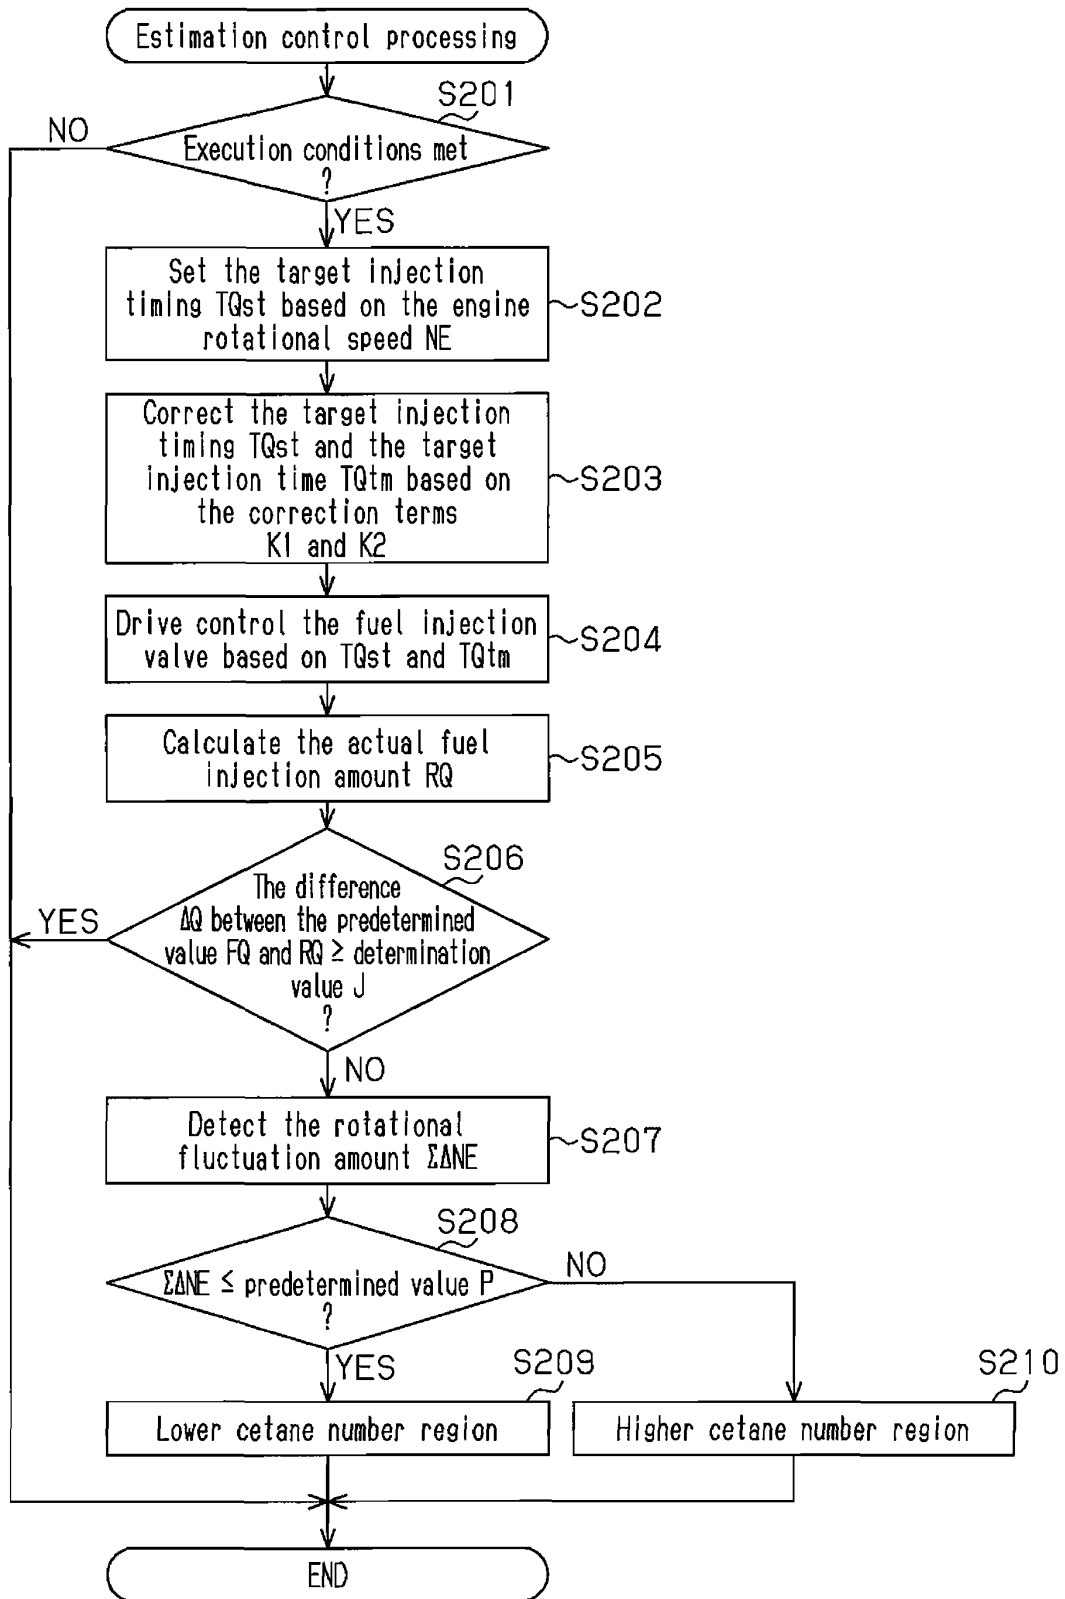 Estimation control processing
S201
NO
Execution conditions met
?
YES
Set the target injection
timing TQst based on the engine
rotational speed NE
S202
Correct the target injection
timing TQst and the target
injection time TQtm based on
the correction terms
K1 and K2
S203
Drive control the fuel injection
valve based on TQst and TQtm
S204
Calculate the actual fuel
injection amount RQ
S205
S206
The difference
ΔQ between the predetermined
value FQ and RQ ≥ determination
value J
?
YES
NO
Detect the rotational
fluctuation amount ΣΔNE
S207
S208
ΣΔNE ≤ predetermined value P
?
NO
YES
S209
Lower cetane number region
S210
Higher cetane number region
END